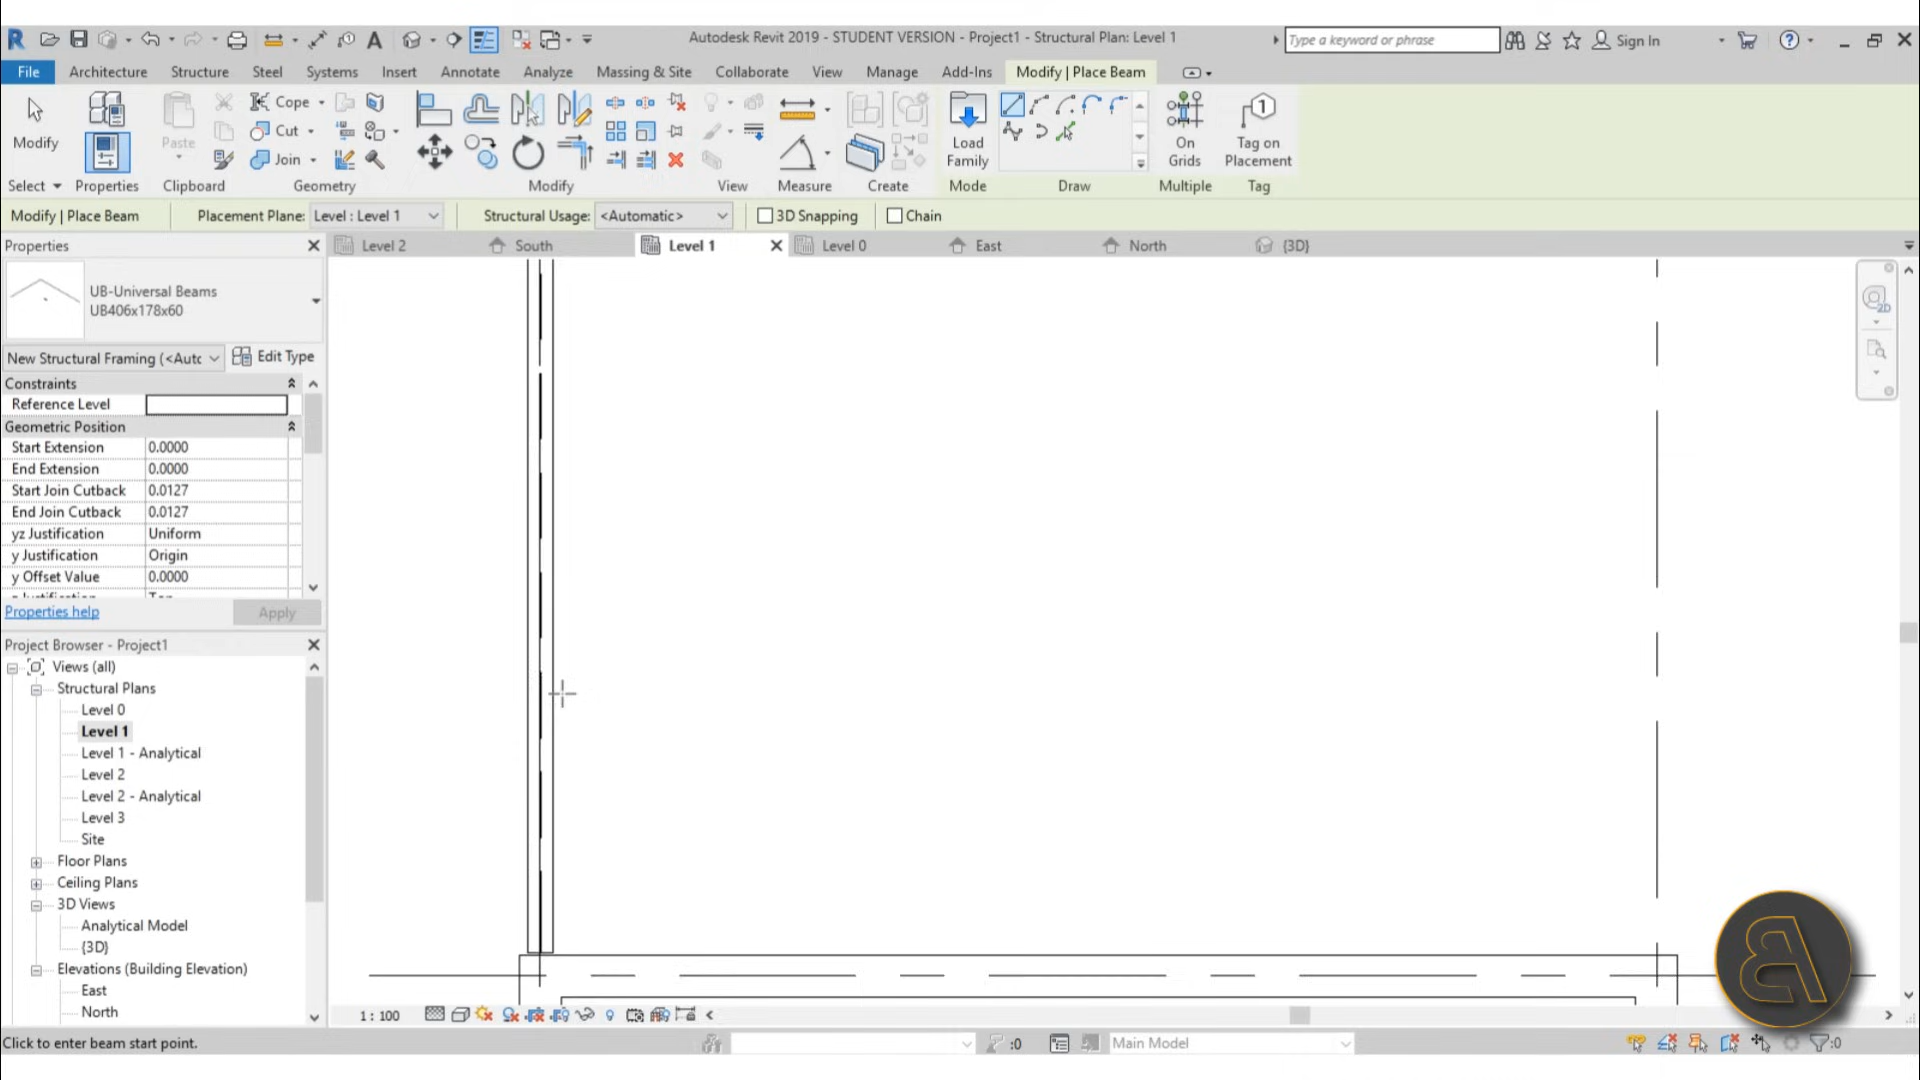 Autodesk Revit 2019 - STUDENT VERSION - Project1 - Structural Plan: Level 1
Type a keyword or phrase
Sign In
File Architecture Structure Steel Systems Insert Annotate Analyze Massing & Site Collaborate View Manage Add-Ins Modify | Place Beam
Modify
Paste
Cope
Cut
Join
Load
Family
On
Grids
Tag on
Placement
Select Properties Clipboard Geometry Modify View Measure Create Mode Draw Multiple Tag
Modify | Place Beam Placement Plane: Level : Level 1 Structural Usage: <Automatic> 3D Snapping Chain
Properties
Level 2 South Level 1 Level 0 East North {3D}
UB-Universal Beams
UB406x178x60
New Structural Framing (<Autc Edit Type
Constraints
Reference Level
Geometric Position
Start Extension 0.0000
End Extension 0.0000
Start Join Cutback 0.0127
End Join Cutback 0.0127
yz Justification Uniform
y Justification Origin
y Offset Value 0.0000
Properties help Apply
Project Browser - Project1
Views (all)
Structural Plans
Level 0
Level 1
Level 1 - Analytical
Level 2
Level 2 - Analytical
Level 3
Site
Floor Plans
Ceiling Plans
3D Views
Analytical Model
{3D}
Elevations (Building Elevation)
East
North
2D
1 : 100
Click to enter beam start point.
:0
Main Model
:0